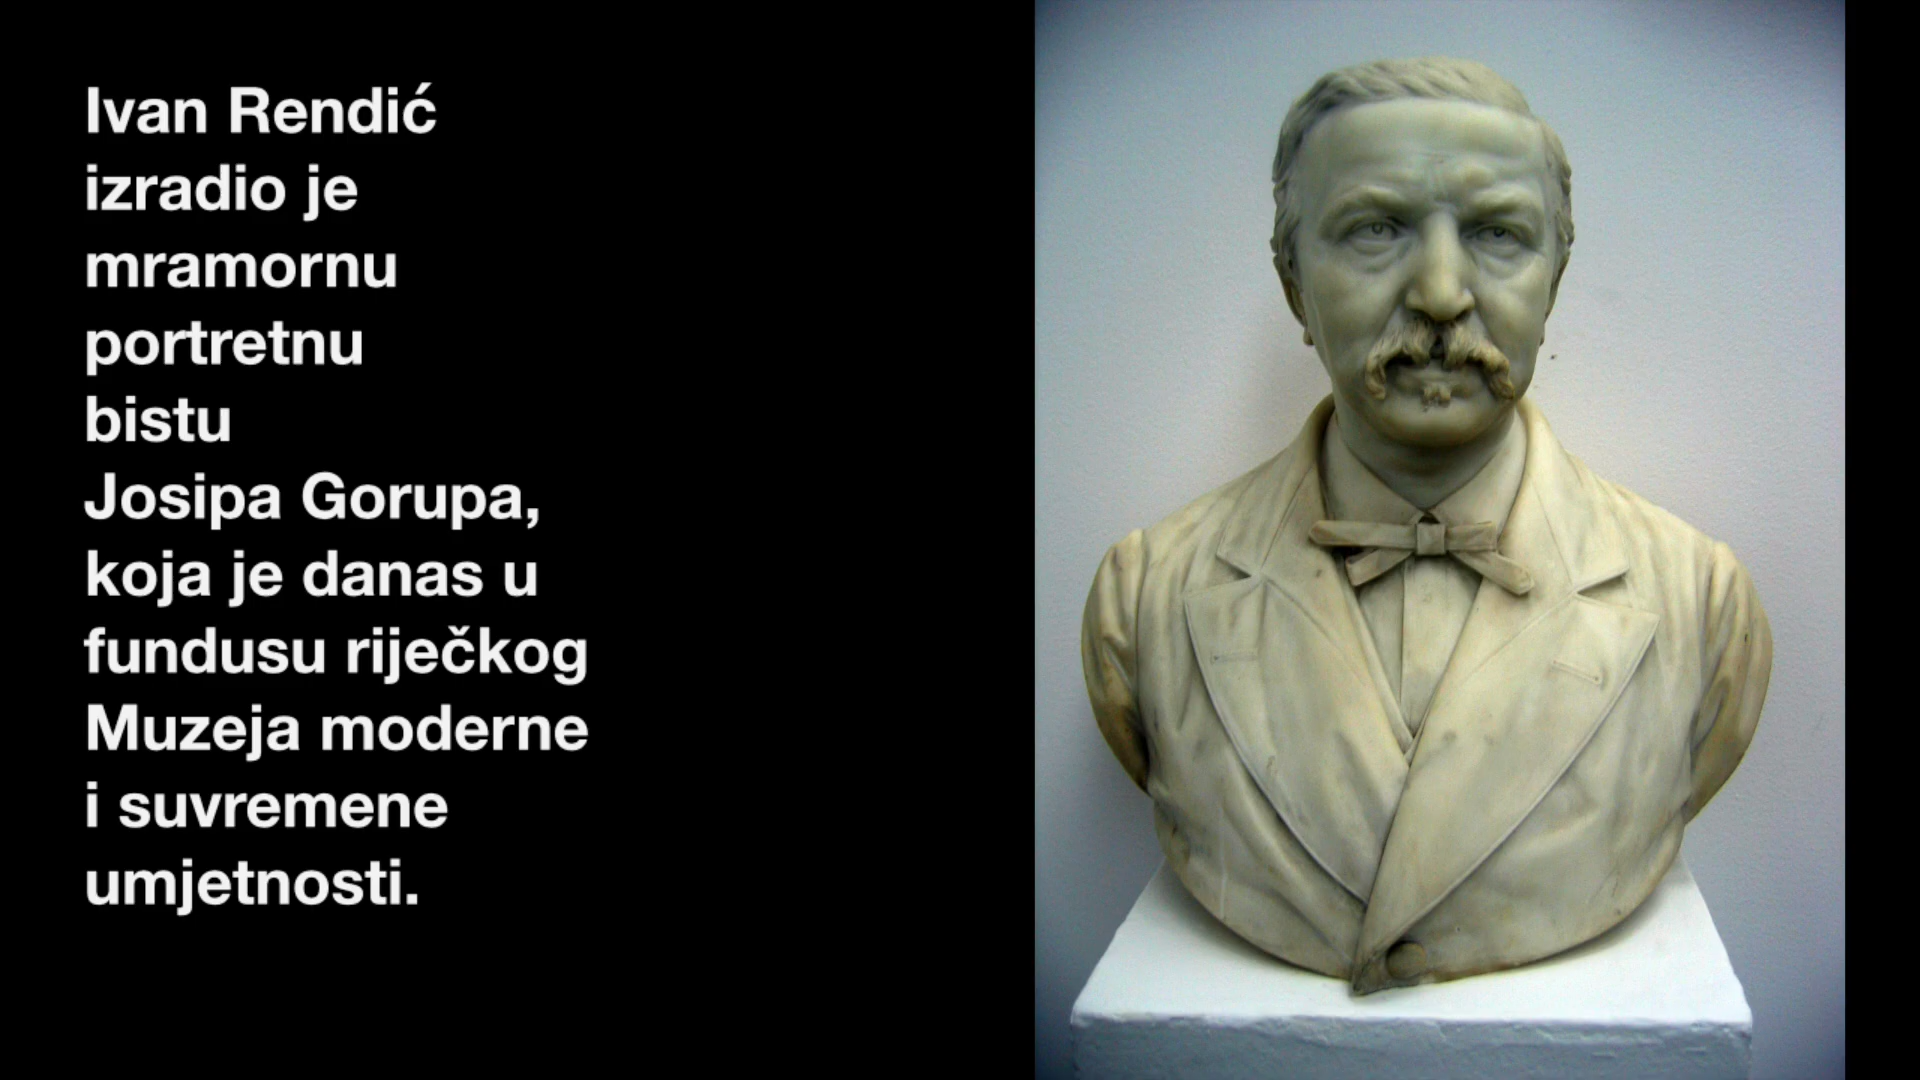 Ivan Rendić
izradio je
mramornu
portretnu
bistu
Josipa Gorupa,
koja je danas u
fundusu riječkog
Muzeja moderne
i suvremene
umjetnosti.